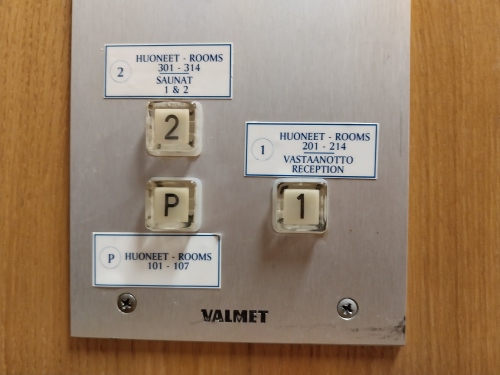 2
HUONEET - ROOMS
301 - 314
SAUNAT
1 & 2
2
1
HUONEET - ROOMS
201 - 214
VASTAANOTTO
RECEPTION
P
1
P
HUONEET - ROOMS
101 - 107
VALMET